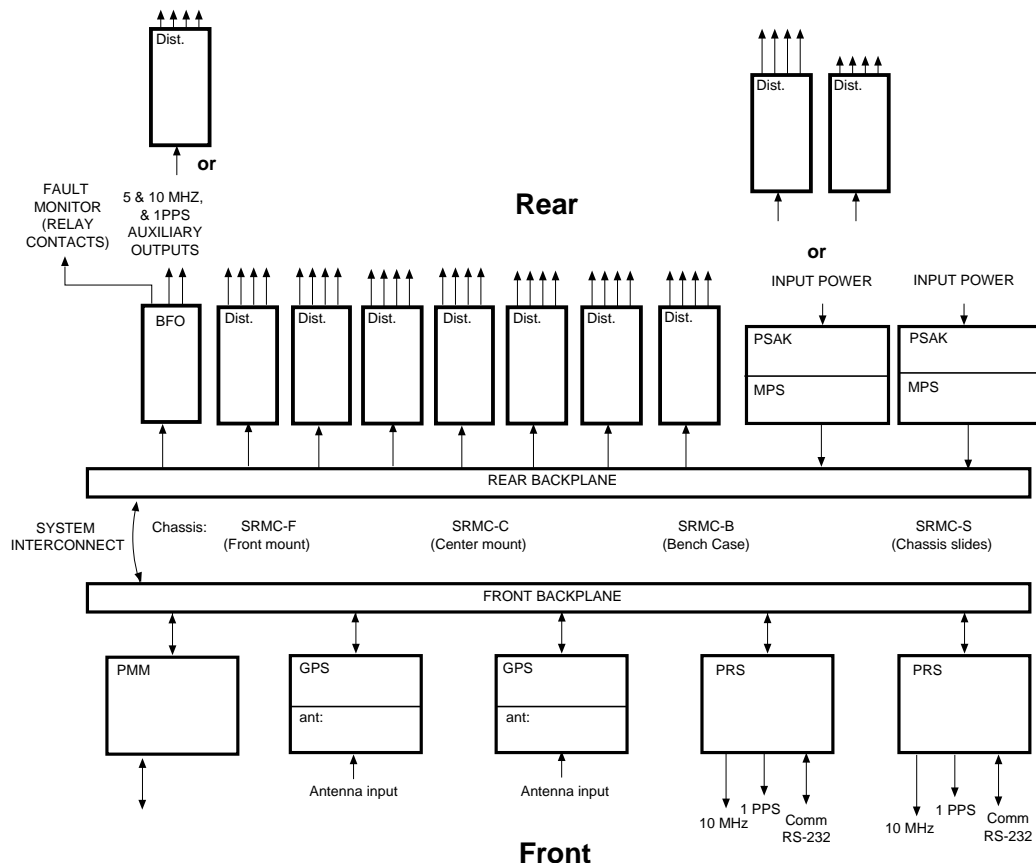 Dist.
or
Dist.
Dist.
or
Rear
FAULT
MONITOR
(RELAY
CONTACTS)
5 & 10 MHZ,
& 1PPS
AUXILIARY
OUTPUTS
INPUT POWER
INPUT POWER
BFO
Dist.
Dist.
Dist.
Dist.
Dist.
Dist.
Dist.
PSAK
MPS
PSAK
MPS
REAR BACKPLANE
SYSTEM
INTERCONNECT
Chassis:
SRMC-F
(Front mount)
SRMC-C
(Center mount)
SRMC-B
(Bench Case)
SRMC-S
(Chassis slides)
FRONT BACKPLANE
PMM
GPS
ant:
GPS
ant:
PRS
PRS
Antenna input
Antenna input
10 MHz
1 PPS
Comm
RS-232
10 MHz
1 PPS
Comm
RS-232
Front